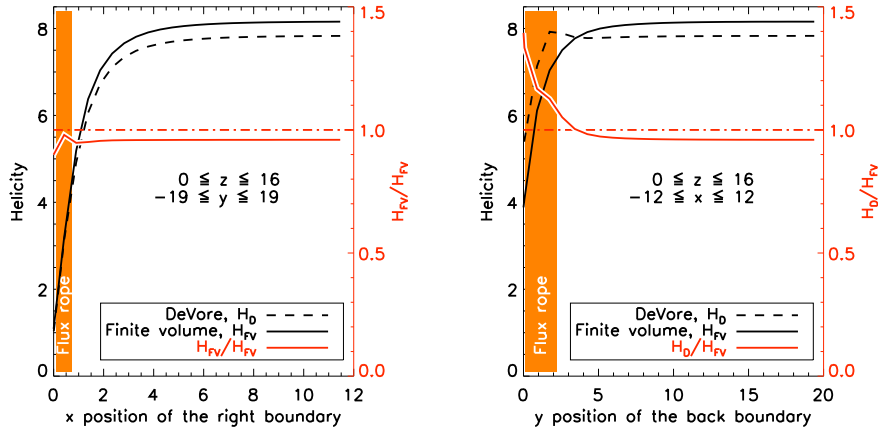 8
6
4
2
0
Helicity
0 ≦ z ≦ 16
−19 ≦ y ≦ 19
Flux rope
DeVore, H_D
Finite volume, H_FV
H_FV/H_FV
1.5
1.0
0.5
0.0
H_FV/H_FV
0 2 4 6 8 10 12
x position of the right boundary
8
6
4
2
0
Helicity
0 ≦ z ≦ 16
−12 ≦ x ≦ 12
Flux rope
DeVore, H_D
Finite volume, H_FV
H_D/H_FV
1.5
1.0
0.5
0.0
H_D/H_FV
0 5 10 15 20
y position of the back boundary